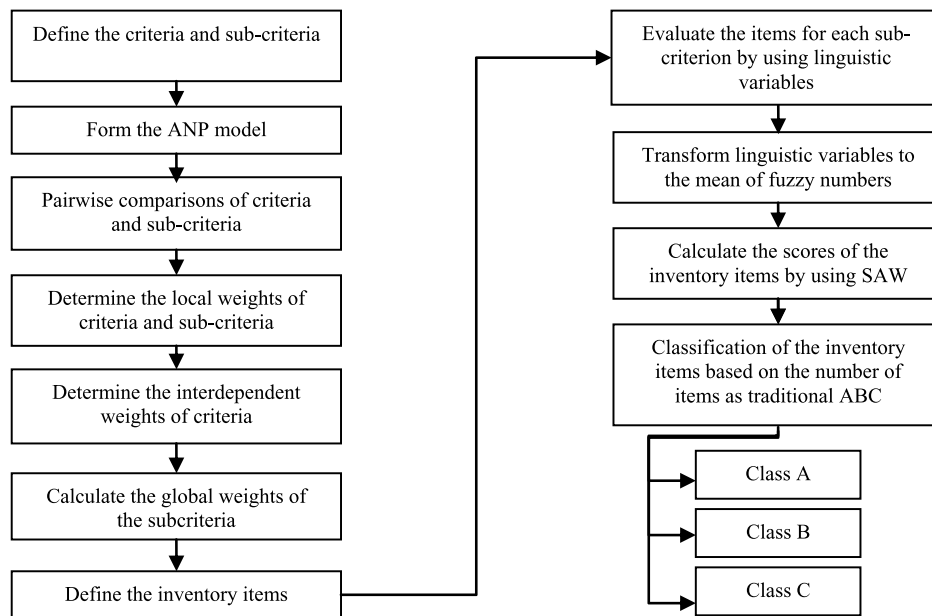 Define the criteria and sub-criteria
Form the ANP model
Pairwise comparisons of criteria
and sub-criteria
Determine the local weights of
criteria and sub-criteria
Determine the interdependent
weights of criteria
Calculate the global weights of
the subcriteria
Define the inventory items
Evaluate the items for each sub-
criterion by using linguistic
variables
Transform linguistic variables to
the mean of fuzzy numbers
Calculate the scores of the
inventory items by using SAW
Classification of the inventory
items based on the number of
items as traditional ABC
Class A
Class B
Class C